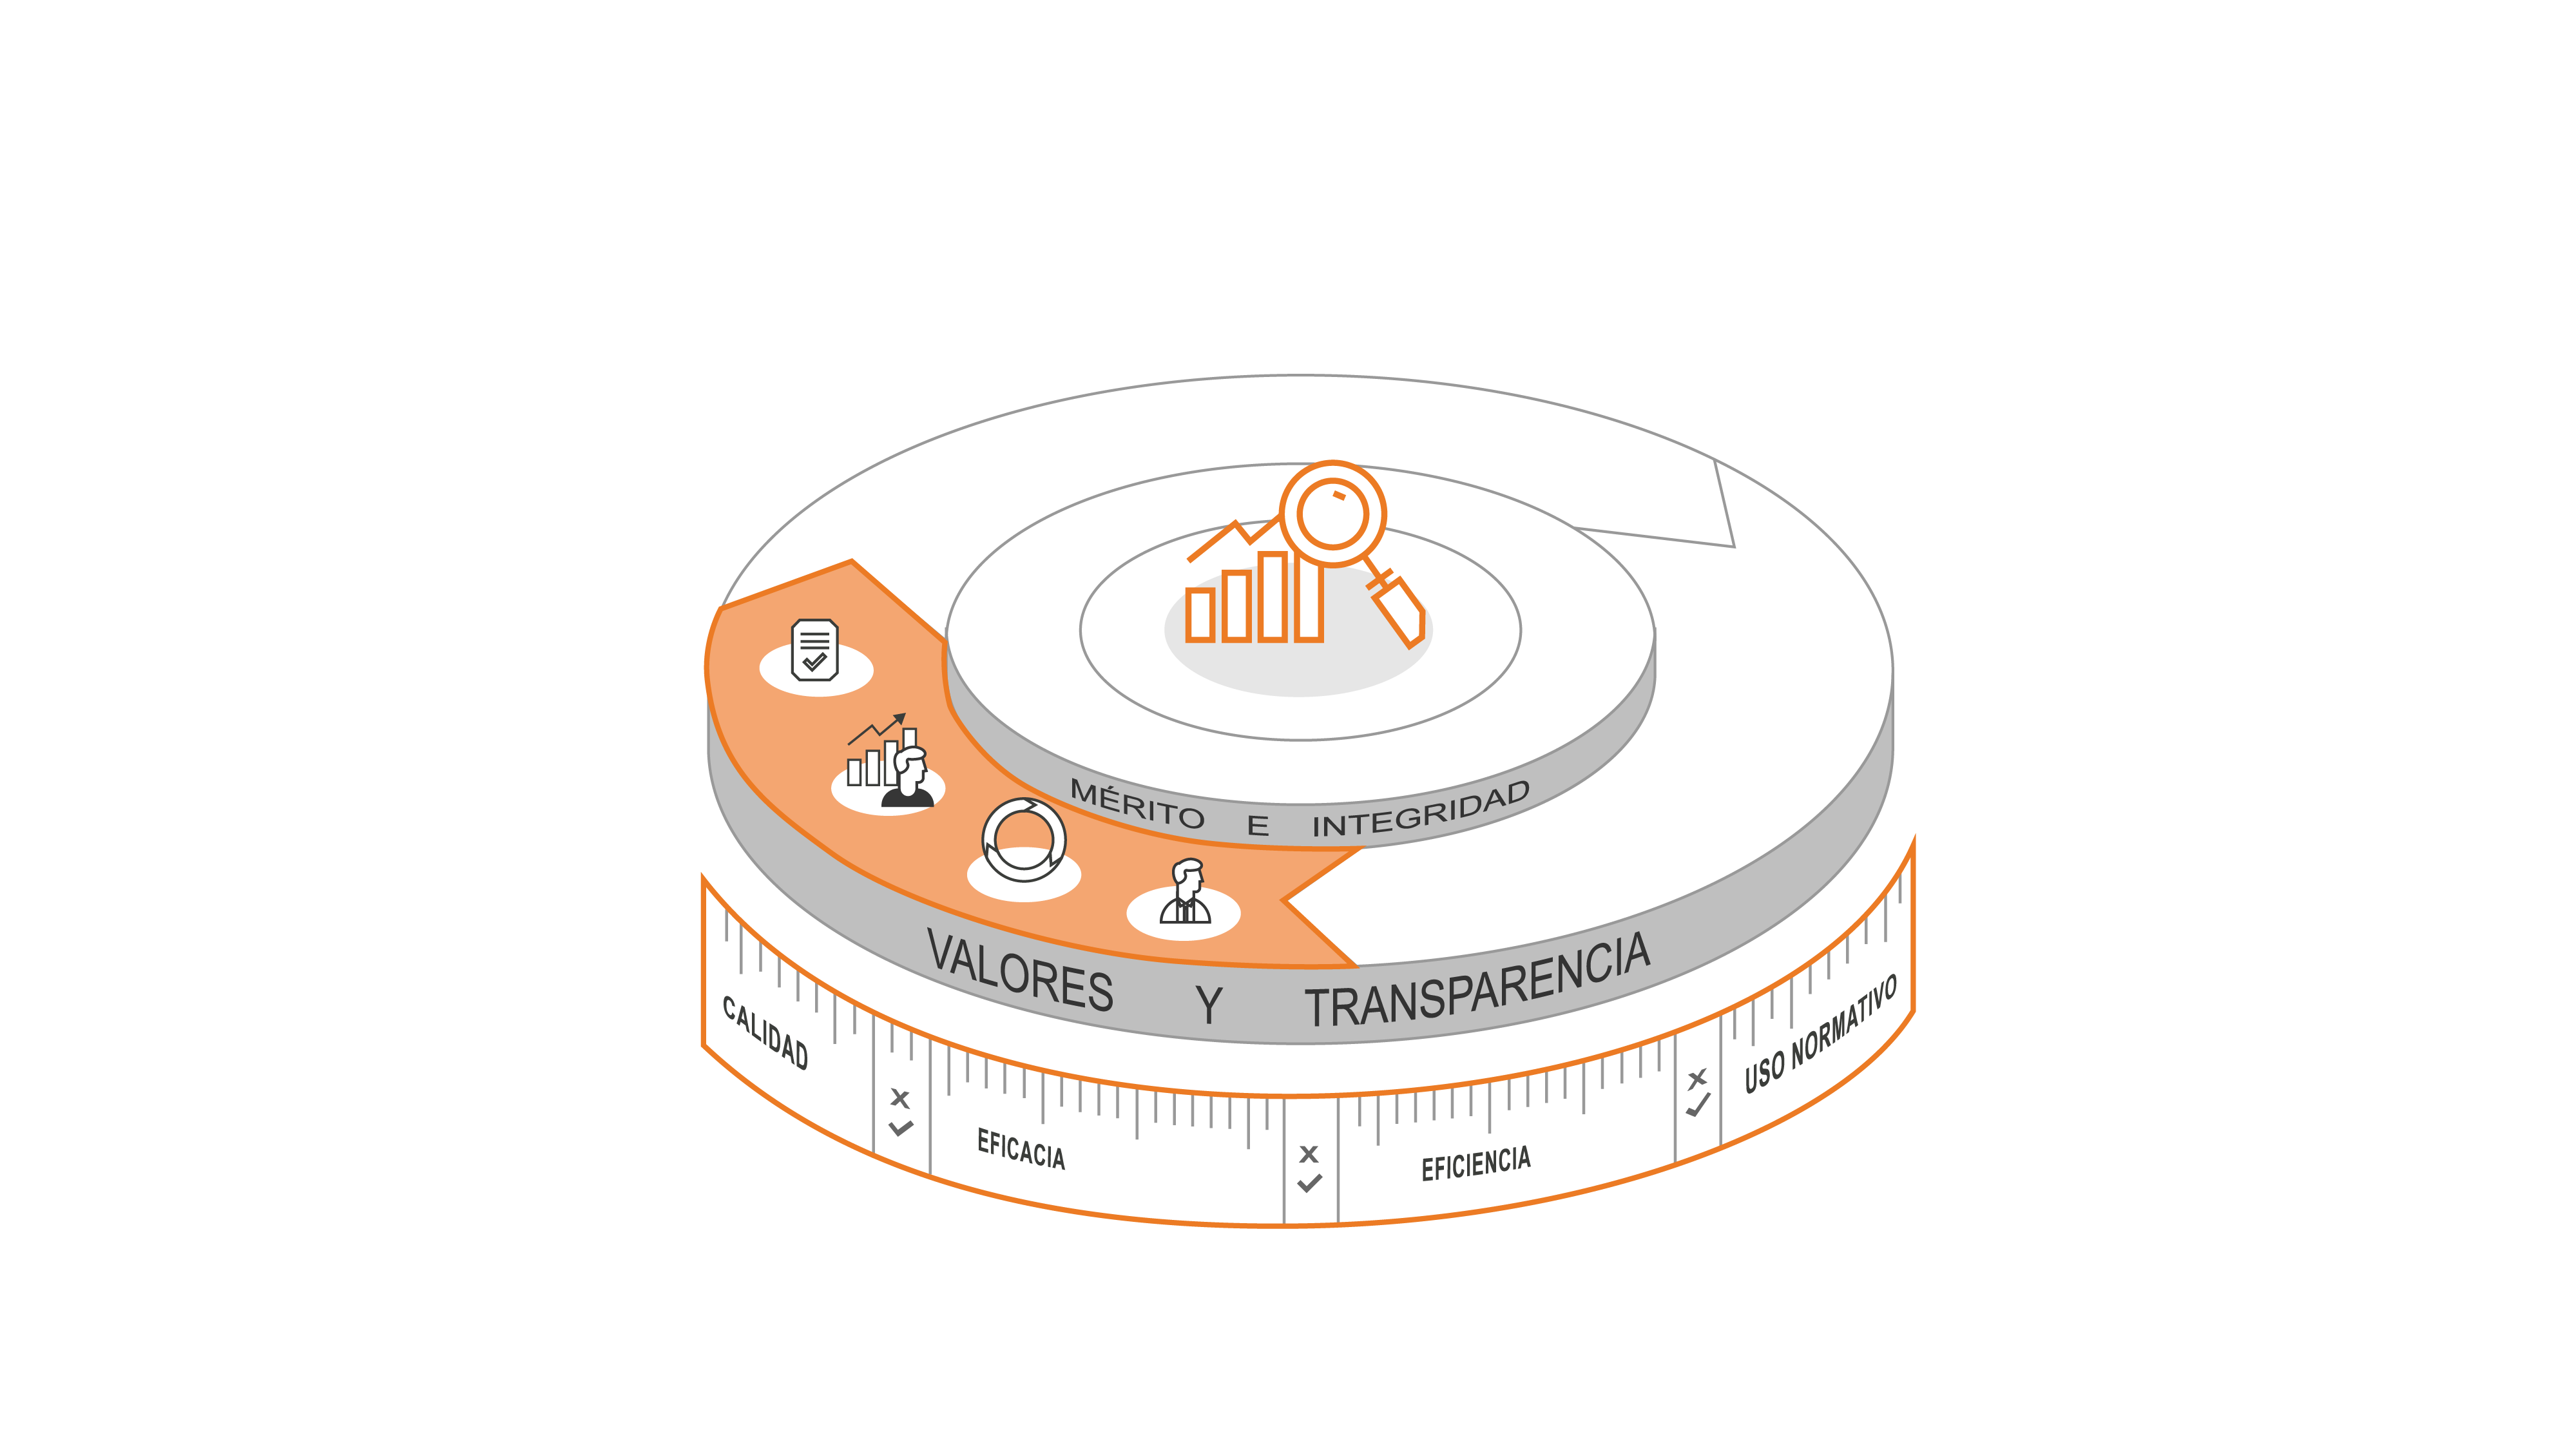 MÉRITO E INTEGRIDAD
VALORES Y TRANSPARENCIA
CALIDAD
EFICACIA
EFICIENCIA
USO NORMATIVO